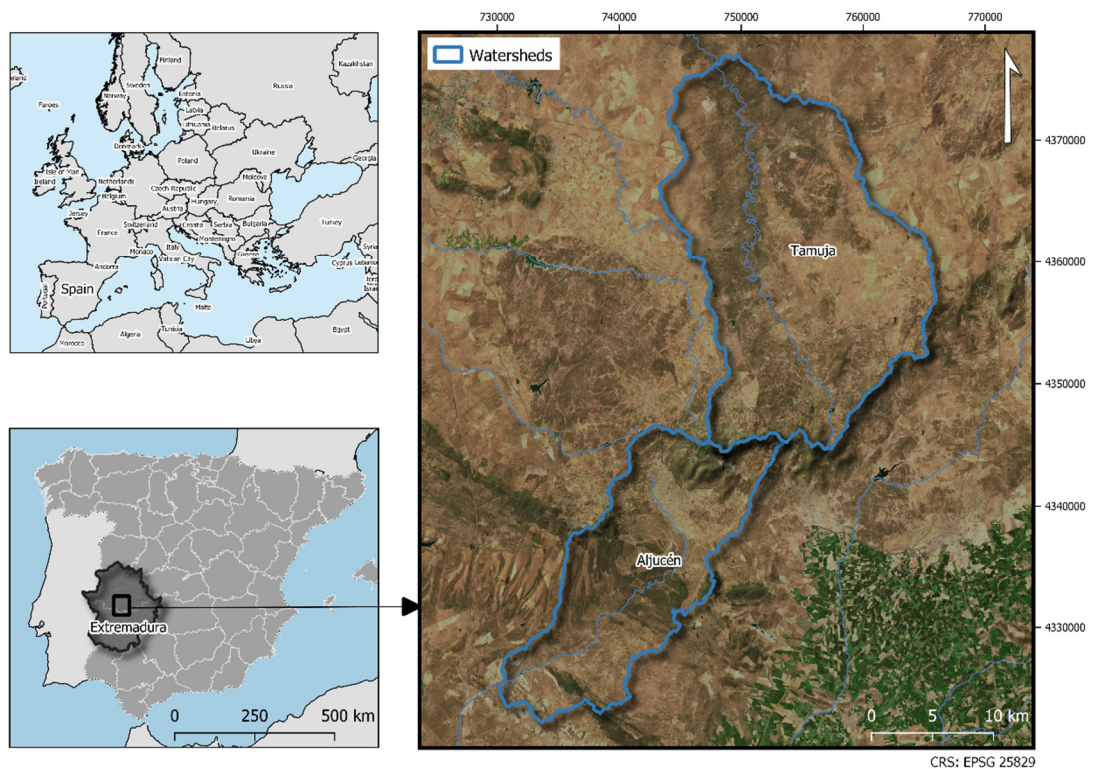 730000
740000
750000
760000
770000
Watersheds
4370000
4360000
4350000
4340000
4330000
Tamuja
Aljucén
0
5
10 km
CRS: EPSG 25829
Finland
Kazakhstan
Russia
Sweden
Norway
Faroes
Estonia
Latvia
Lithuania
Belarus
Denmark
Isle of Man
Ireland
Poland
Ukraine
Georgia
Netherlands
Belgium
Czech Republic
Moldova
Jersey
Austria
Hungary
Romania
France
Switzerland
Croatia
Serbia
Bulgaria
Turkey
Montenegro
Monaco
Italy
Vatican City
Greece
Andorra
Syria
Cyprus
Spain
Portugal
Malta
Algeria
Tunisia
Morocco
Libya
Egypt
Extremadura
0
250
500 km